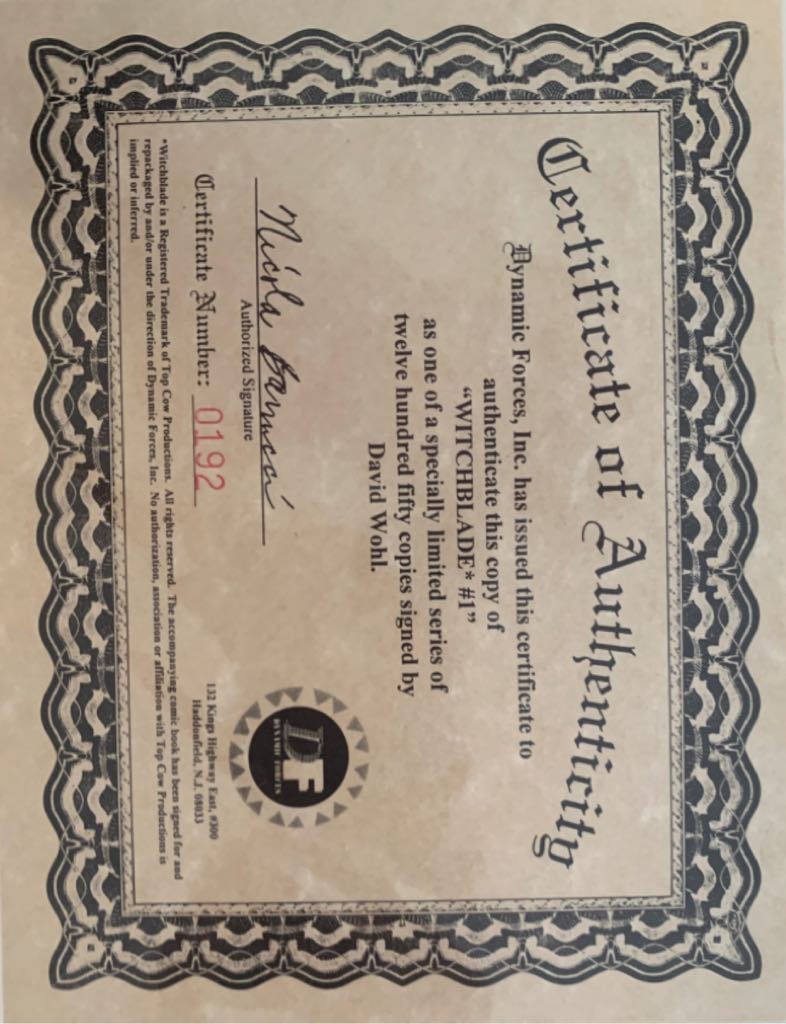 Certificate of Authenticity
Dynamic Forces, Inc. has issued this certificate to
authenticate this copy of
“WITCHBLADE* #1”
as one of a specially limited series of
twelve hundred fifty copies signed by
David Wohl.
Nicola Barrucci
Authorized Signature
Certificate Number: 0192
DF
DYNAMIC FORCES
132 Kings Highway East, #300
Haddonfield, N.J. 08033
*Witchblade is a Registered Trademark of Top Cow Productions. All rights reserved. The accompanying comic book has been signed for and
repackaged by and/or under the direction of Dynamic Forces, Inc. No authorization, association or affiliation with Top Cow Productions is
implied or inferred.